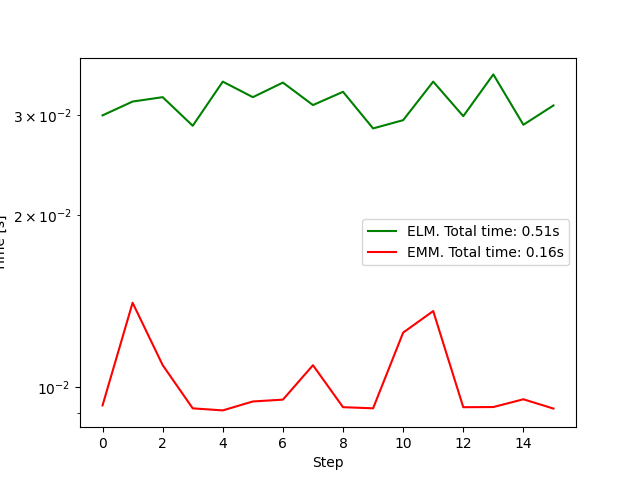 3 × 10⁻²
2 × 10⁻²
10⁻²
Time [s]
ELM. Total time: 0.51s
EMM. Total time: 0.16s
0 2 4 6 8 10 12 14
Step